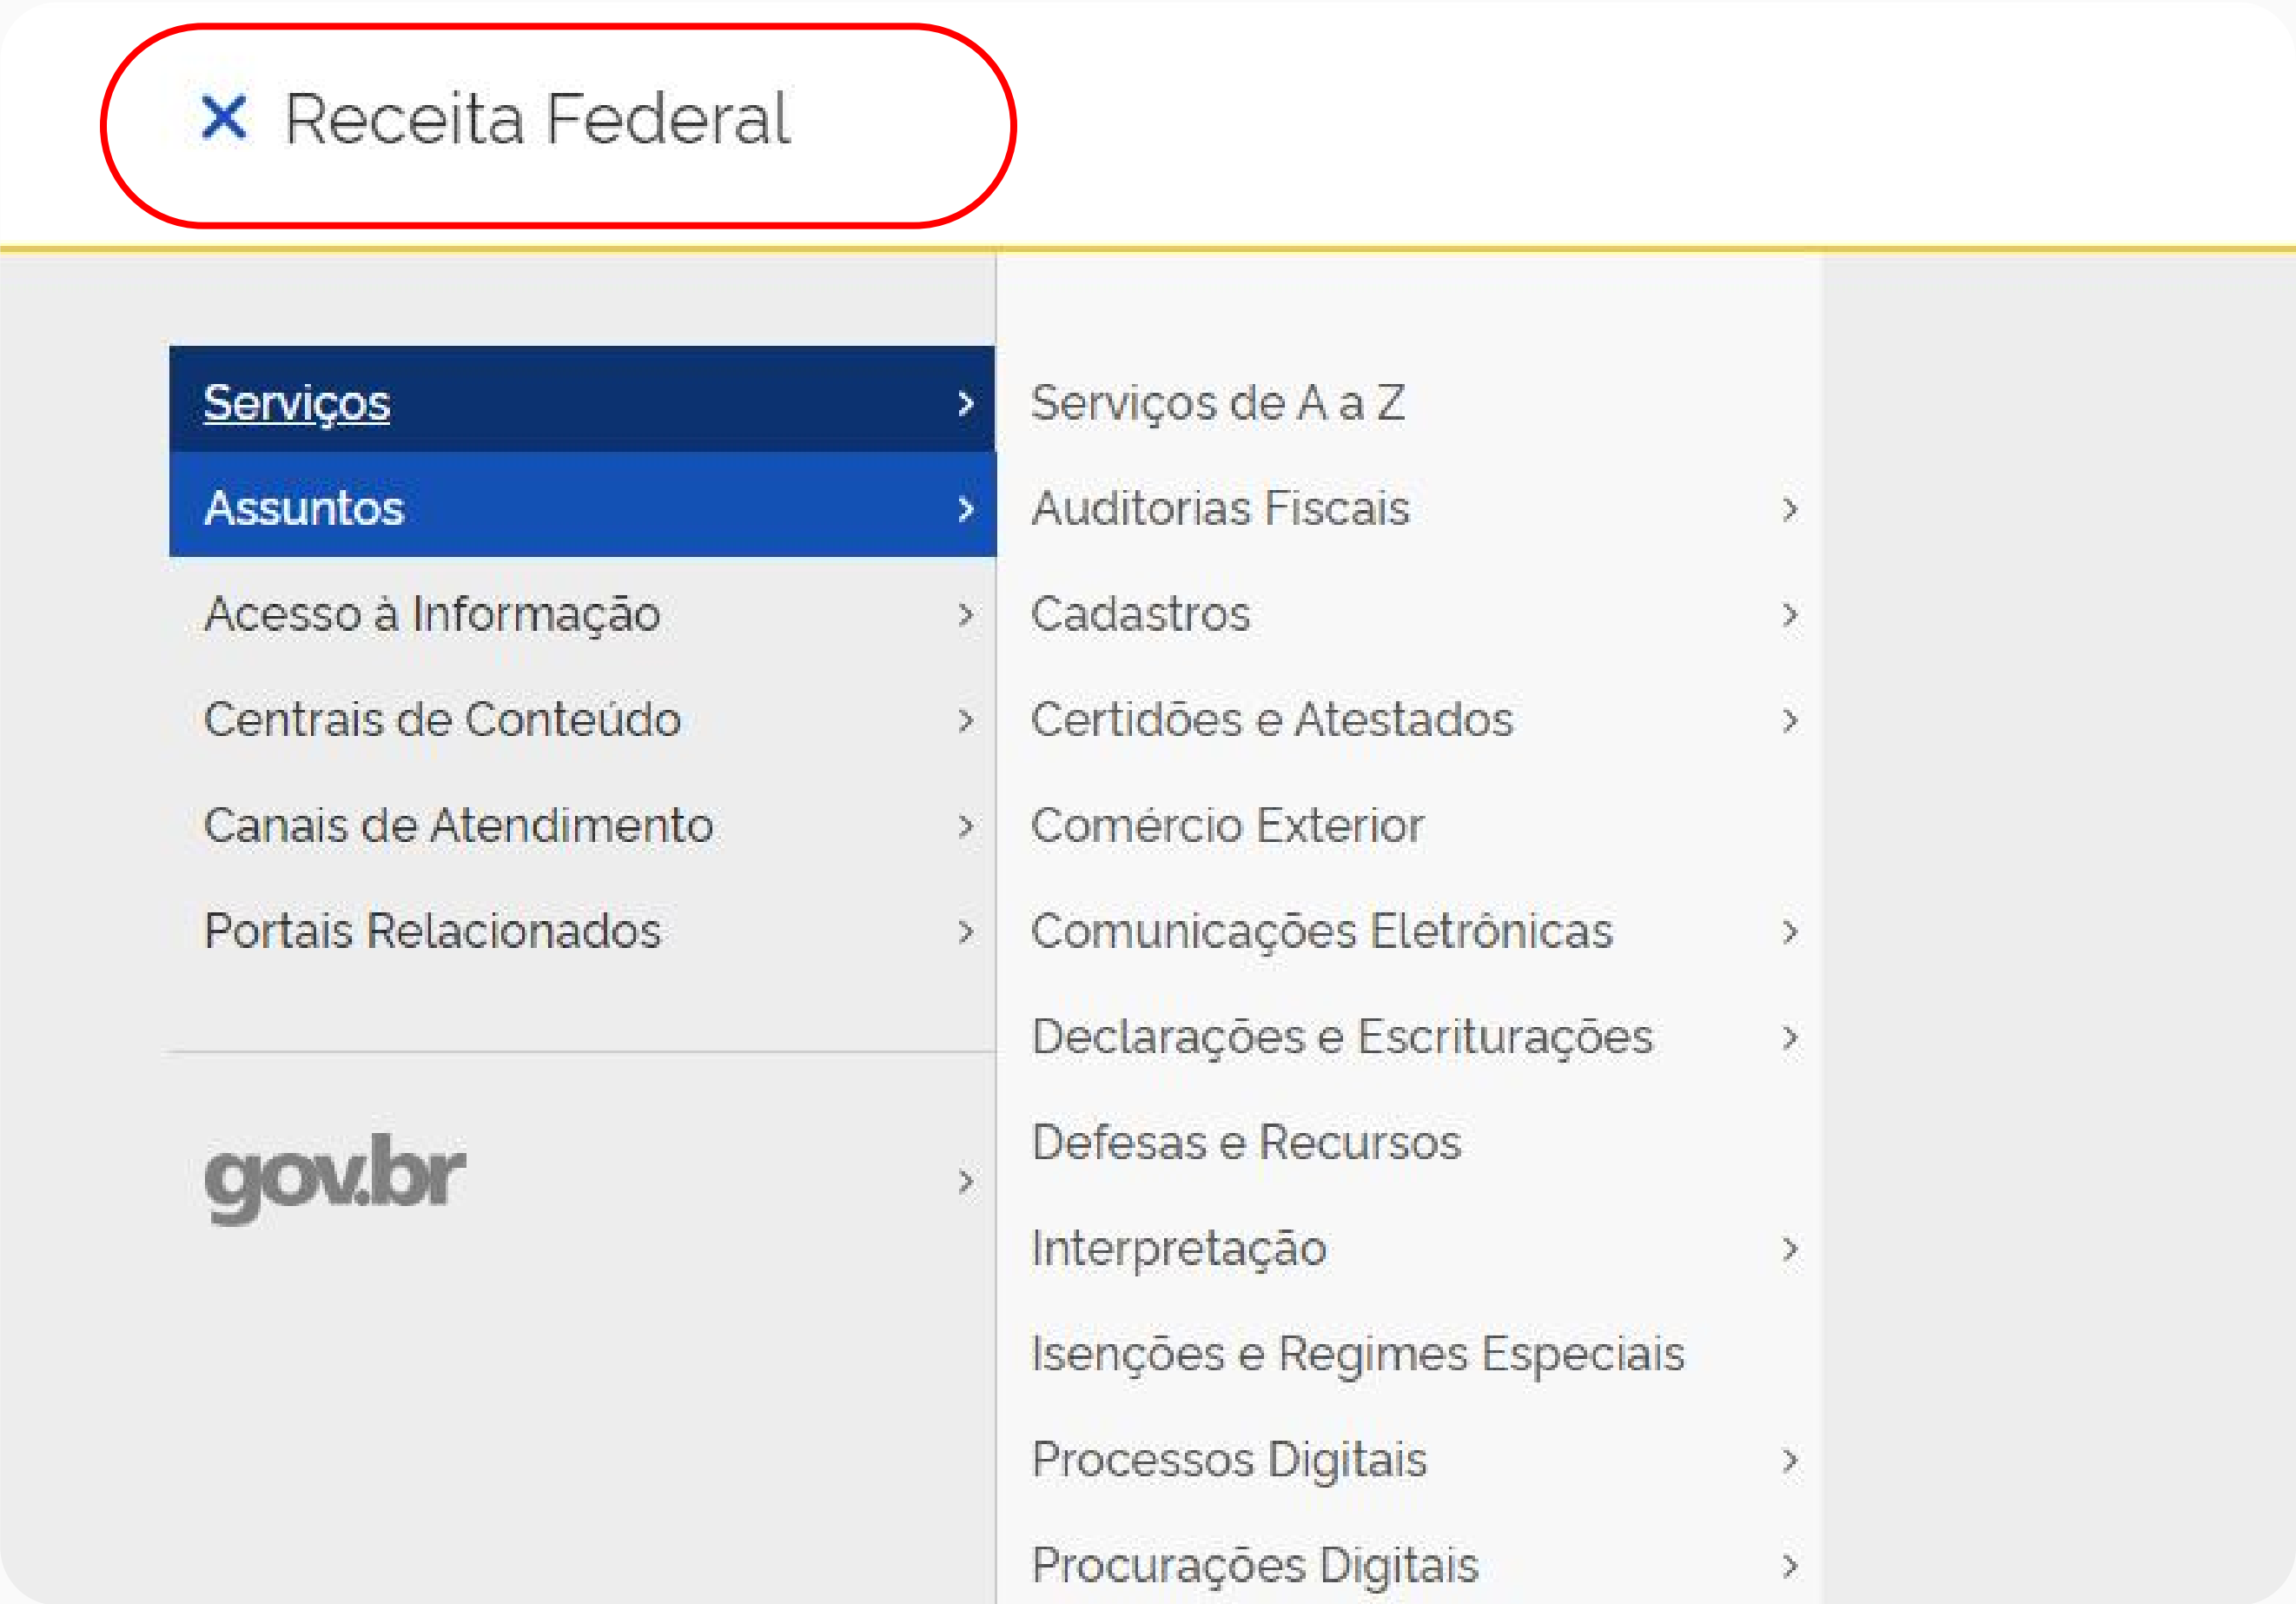 Receita Federal
Serviços
Assuntos
Acesso à Informação
Centrais de Conteúdo
Canais de Atendimento
Portais Relacionados
gov.br
Serviços de A a Z
Auditorias Fiscais
Cadastros
Certidões e Atestados
Comércio Exterior
Comunicações Eletrônicas
Declarações e Escriturações
Defesas e Recursos
Interpretação
Isenções e Regimes Especiais
Processos Digitais
Procurações Digitais